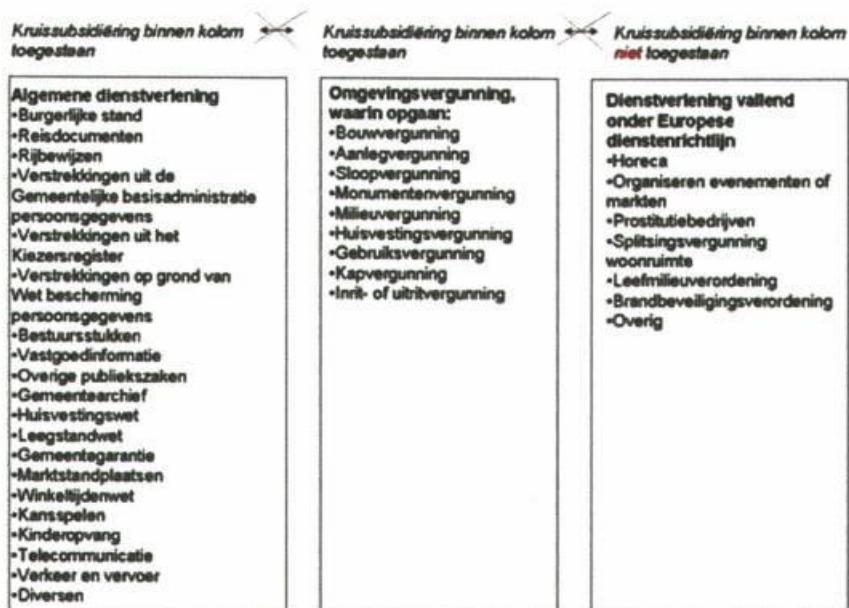 Kruissubsidiëring binnen kolom
toegestaan
Algemene dienstverlening
•Burgerlijke stand
•Reisdocumenten
•Rijbewijzen
•Verstrekkingen uit de
Gemeentelijke basisadministratie
persoonsgegevens
•Verstrekkingen uit het
Kiezersregister
•Verstrekkingen op grond van
Wet bescherming
persoonsgegevens
•Bestuursstukken
•Vastgoedinformatie
•Overige publiekszaken
•Gemeentearchief
•Huisvestingswet
•Leegstandwet
•Gemeentegarantie
•Marktstandplaatsen
•Winkeltijdenwet
•Kansspelen
•Kinderopvang
•Telecommunicatie
•Verkeer en vervoer
•Diversen
Kruissubsidiëring binnen kolom
toegestaan
Omgevingsvergunning,
waarin opgaan:
•Bouwvergunning
•Aanlegvergunning
•Sloopvergunning
•Monumentenvergunning
•Milieuvergunning
•Huisvestingsvergunning
•Gebruiksvergunning
•Kapvergunning
•Inrit- of uitritvergunning
Kruissubsidiëring binnen kolom
niet toegestaan
Dienstverlening vallend
onder Europese
dienstenrichtlijn
•Horeca
•Organiseren evenementen of
markten
•Prostitutiebedrijven
•Splitsingsvergunning
woonruimte
•Leefmilieuverordening
•Brandbeveiligingsverordening
•Overig